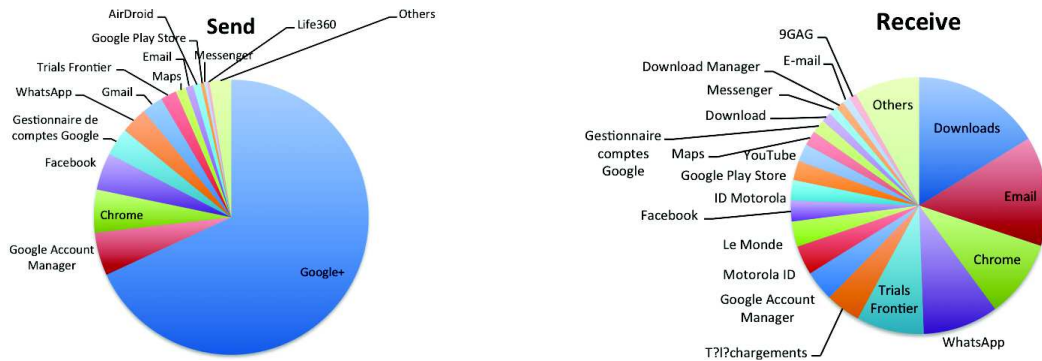 Send
AirDroid
Google Play Store
Email
Maps
Messenger
Life360
Others
Trials Frontier
WhatsApp
Gmail
Gestionnaire de
comptes Google
Facebook
Chrome
Google Account
Manager
Google+
Receive
9GAG
E-mail
Download Manager
Messenger
Download
Gestionnaire
comptes
Google
Maps
YouTube
Google Play Store
ID Motorola
Facebook
Le Monde
Motorola ID
Google Account
Manager
T?l?chargements
Others
Downloads
Email
Chrome
WhatsApp
Trials
Frontier